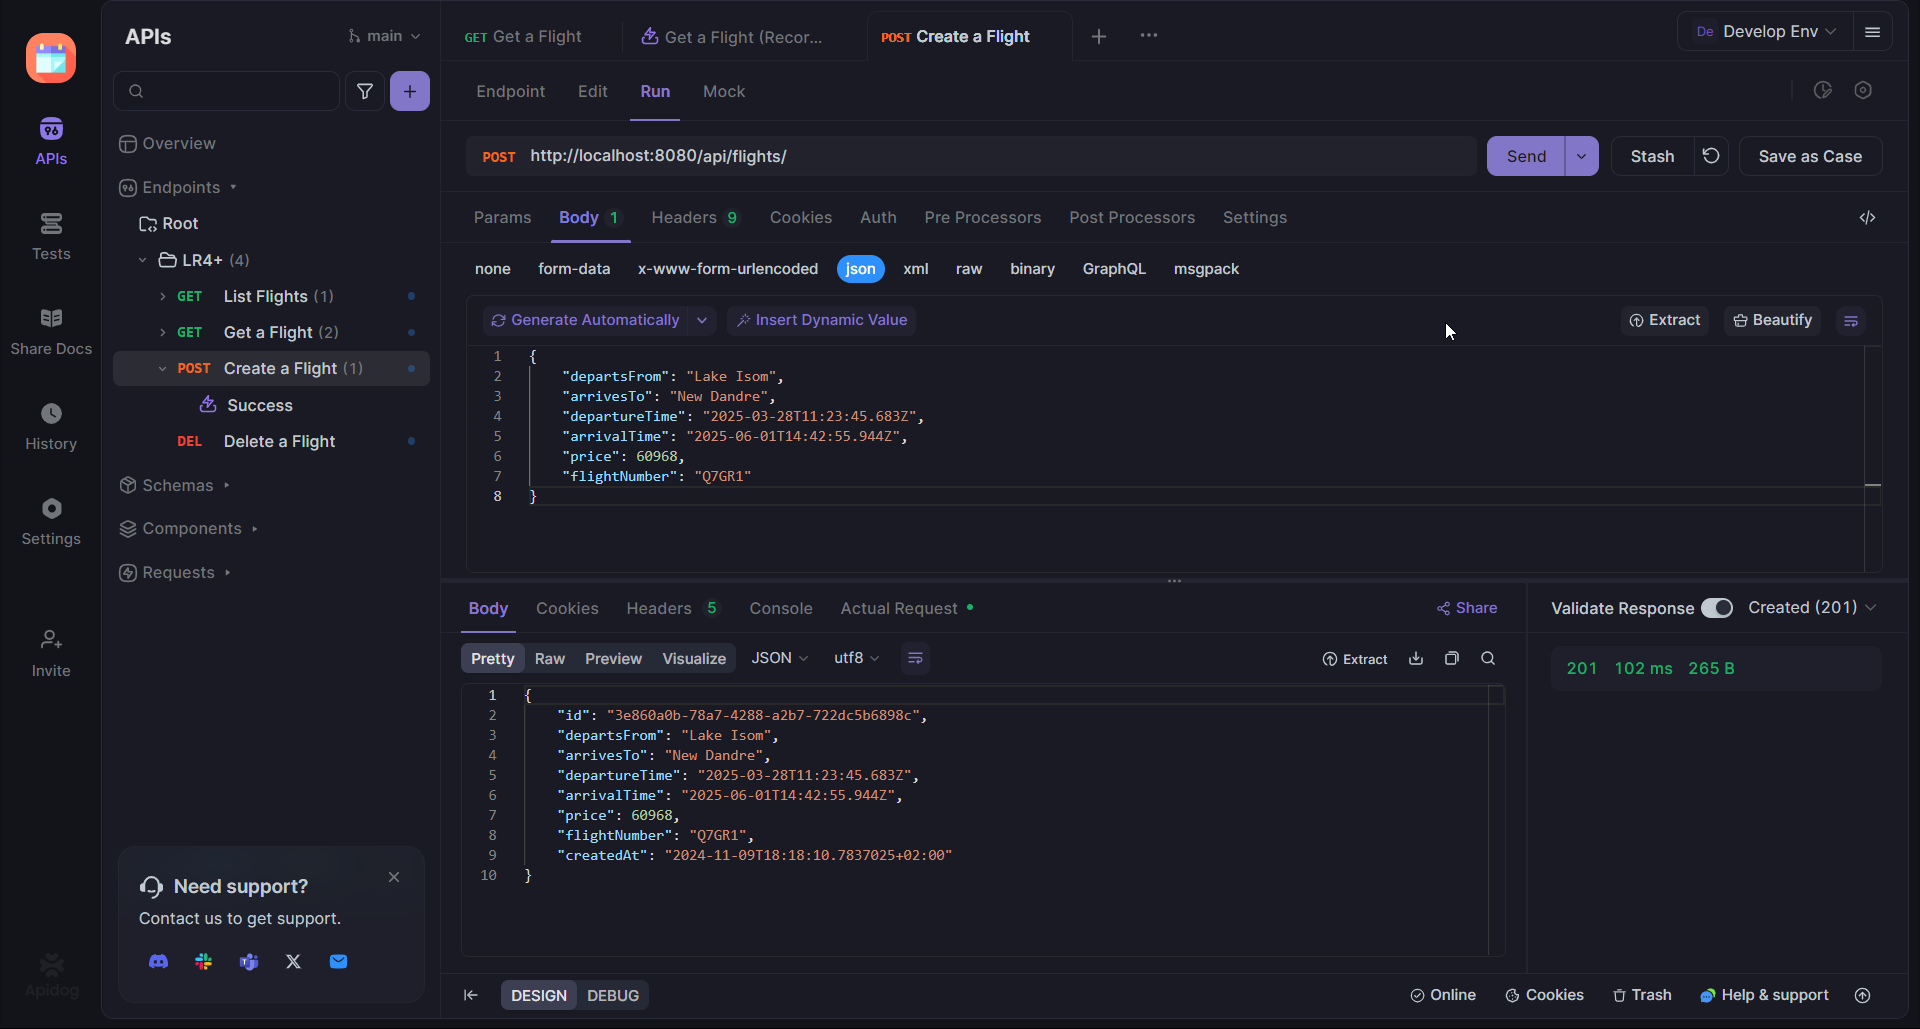 APIs
main
GET Get a Flight
Get a Flight (Recor...
POST Create a Flight
De Develop Env
APIs
Tests
Share Docs
History
Settings
Invite
Apidog
Overview
Endpoints
Root
LR4+ (4)
GET List Flights (1)
GET Get a Flight (2)
POST Create a Flight (1)
Success
DEL Delete a Flight
Schemas
Components
Requests
Need support?
Contact us to get support.
Endpoint Edit Run Mock
POST http://localhost:8080/api/flights/
Send Stash Save as Case
Params Body 1 Headers 9 Cookies Auth Pre Processors Post Processors Settings
none form-data x-www-form-urlencoded json xml raw binary GraphQL msgpack
Generate Automatically Insert Dynamic Value Extract Beautify
1 {
2 "departsFrom": "Lake Isom",
3 "arrivesTo": "New Dandre",
4 "departureTime": "2025-03-28T11:23:45.683Z",
5 "arrivalTime": "2025-06-01T14:42:55.944Z",
6 "price": 60968,
7 "flightNumber": "Q7GR1"
8 }
Body Cookies Headers 5 Console Actual Request Share
Validate Response Created (201)
Pretty Raw Preview Visualize JSON utf8 Extract
201 102 ms 265 B
1 {
2 "id": "3e860a0b-78a7-4288-a2b7-722dc5b6898c",
3 "departsFrom": "Lake Isom",
4 "arrivesTo": "New Dandre",
5 "departureTime": "2025-03-28T11:23:45.683Z",
6 "arrivalTime": "2025-06-01T14:42:55.944Z",
7 "price": 60968,
8 "flightNumber": "Q7GR1",
9 "createdAt": "2024-11-09T18:18:10.7837025+02:00"
10 }
DESIGN DEBUG
Online Cookies Trash Help & support